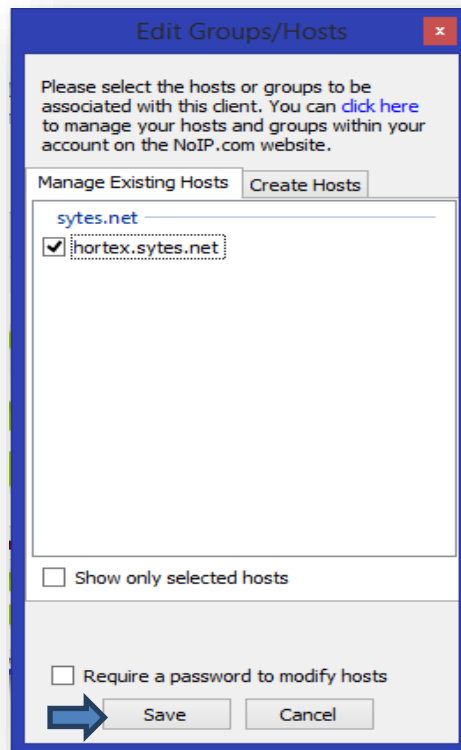 Edit Groups/Hosts
x
Please select the hosts or groups to be
associated with this client. You can click here
to manage your hosts and groups within your
account on the NoIP.com website.
Manage Existing Hosts
Create Hosts
sytes.net
hortex.sytes.net
Show only selected hosts
Require a password to modify hosts
Save
Cancel